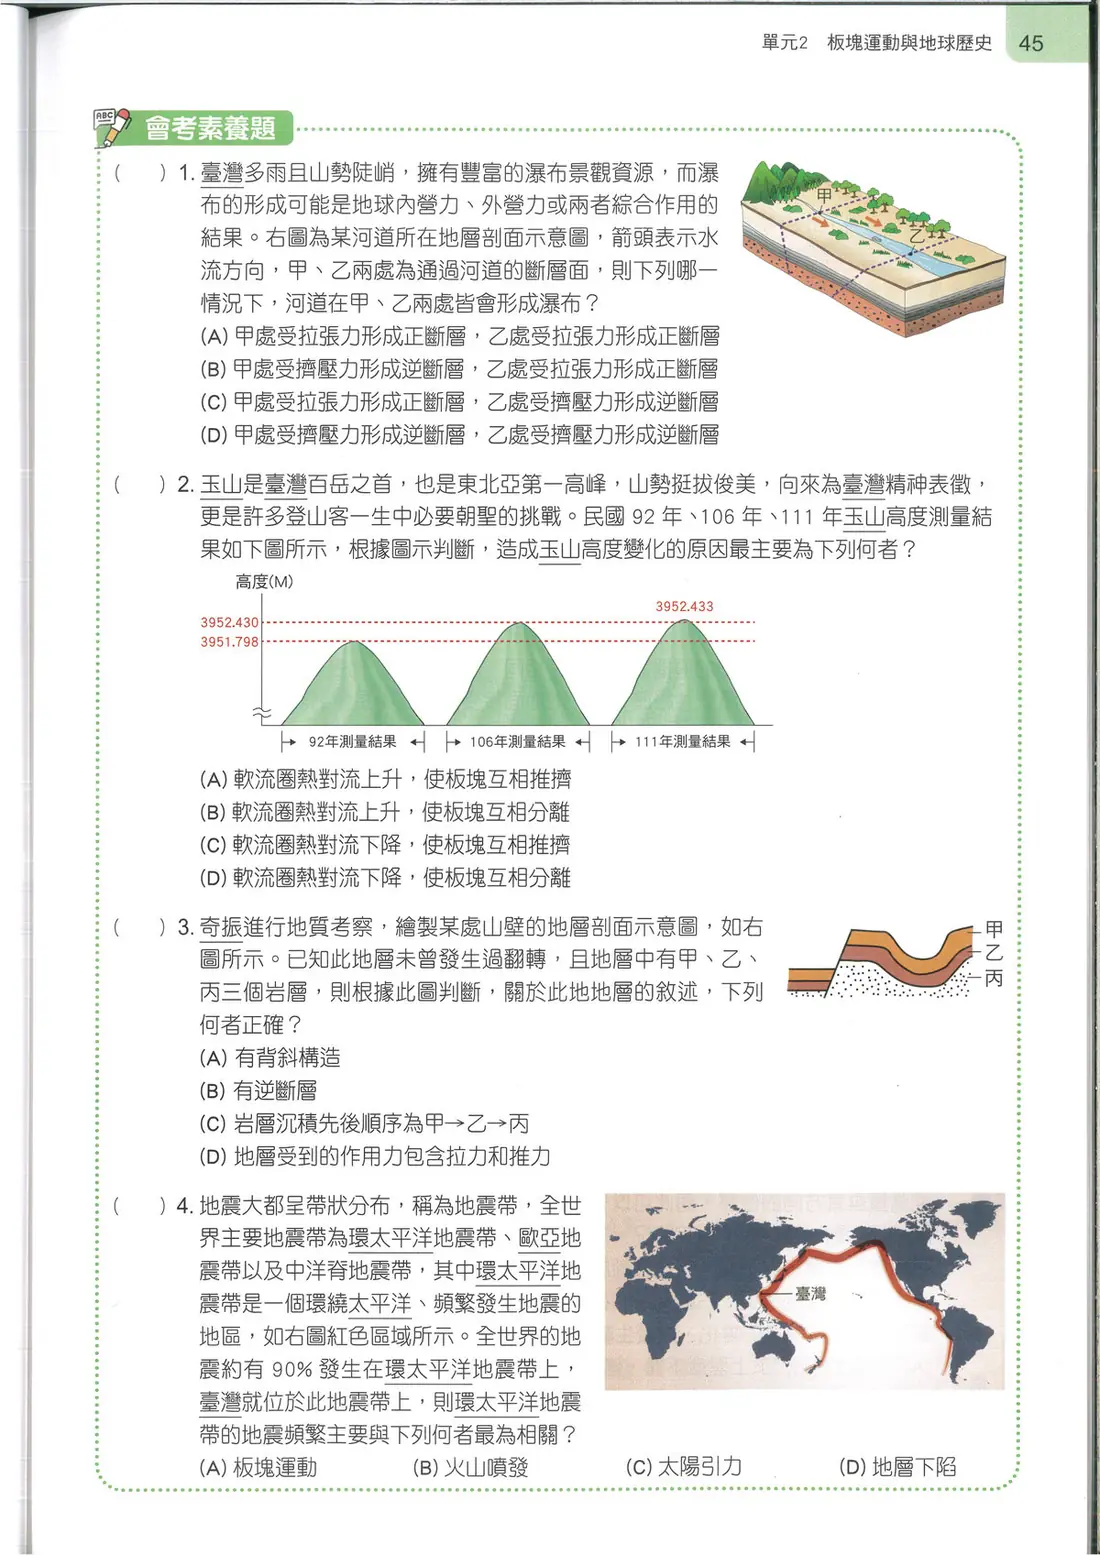 單元2 板塊運動與地球歷史 45
ABC 會考素養題
( ) 1. 臺灣多雨且山勢陡峭，擁有豐富的瀑布景觀資源，而瀑
布的形成可能是地球內營力、外營力或兩者綜合作用的
結果。右圖為某河道所在地層剖面示意圖，箭頭表示水
流方向，甲、乙兩處為通過河道的斷層面，則下列哪一
情況下，河道在甲、乙兩處皆會形成瀑布？
甲
乙
(A) 甲處受拉張力形成正斷層，乙處受拉張力形成正斷層
(B) 甲處受擠壓力形成逆斷層，乙處受拉張力形成正斷層
(C) 甲處受拉張力形成正斷層，乙處受擠壓力形成逆斷層
(D) 甲處受擠壓力形成逆斷層，乙處受擠壓力形成逆斷層
( ) 2. 玉山是臺灣百岳之首，也是東北亞第一高峰，山勢挺拔俊美，向來為臺灣精神表徵，
更是許多登山客一生中必要朝聖的挑戰。民國 92 年、106 年、111 年玉山高度測量結
果如下圖所示，根據圖示判斷，造成玉山高度變化的原因最主要為下列何者？
高度(M)
3952.433
3952.430
3951.798
92年測量結果 106年測量結果 111年測量結果
(A) 軟流圈熱對流上升，使板塊互相推擠
(B) 軟流圈熱對流上升，使板塊互相分離
(C) 軟流圈熱對流下降，使板塊互相推擠
(D) 軟流圈熱對流下降，使板塊互相分離
( ) 3. 奇振進行地質考察，繪製某處山壁的地層剖面示意圖，如右
圖所示。已知此地層未曾發生過翻轉，且地層中有甲、乙、
丙三個岩層，則根據此圖判斷，關於此地地層的敘述，下列
何者正確？
甲
乙
丙
(A) 有背斜構造
(B) 有逆斷層
(C) 岩層沉積先後順序為甲→乙→丙
(D) 地層受到的作用力包含拉力和推力
( ) 4. 地震大都呈帶狀分布，稱為地震帶，全世
界主要地震帶為環太平洋地震帶、歐亞地
震帶以及中洋脊地震帶，其中環太平洋地
震帶是一個環繞太平洋、頻繁發生地震的
地區，如右圖紅色區域所示。全世界的地
震約有 90% 發生在環太平洋地震帶上，
臺灣就位於此地震帶上，則環太平洋地震
帶的地震頻繁主要與下列何者最為相關？
臺灣
(A) 板塊運動 (B) 火山噴發 (C) 太陽引力 (D) 地層下陷